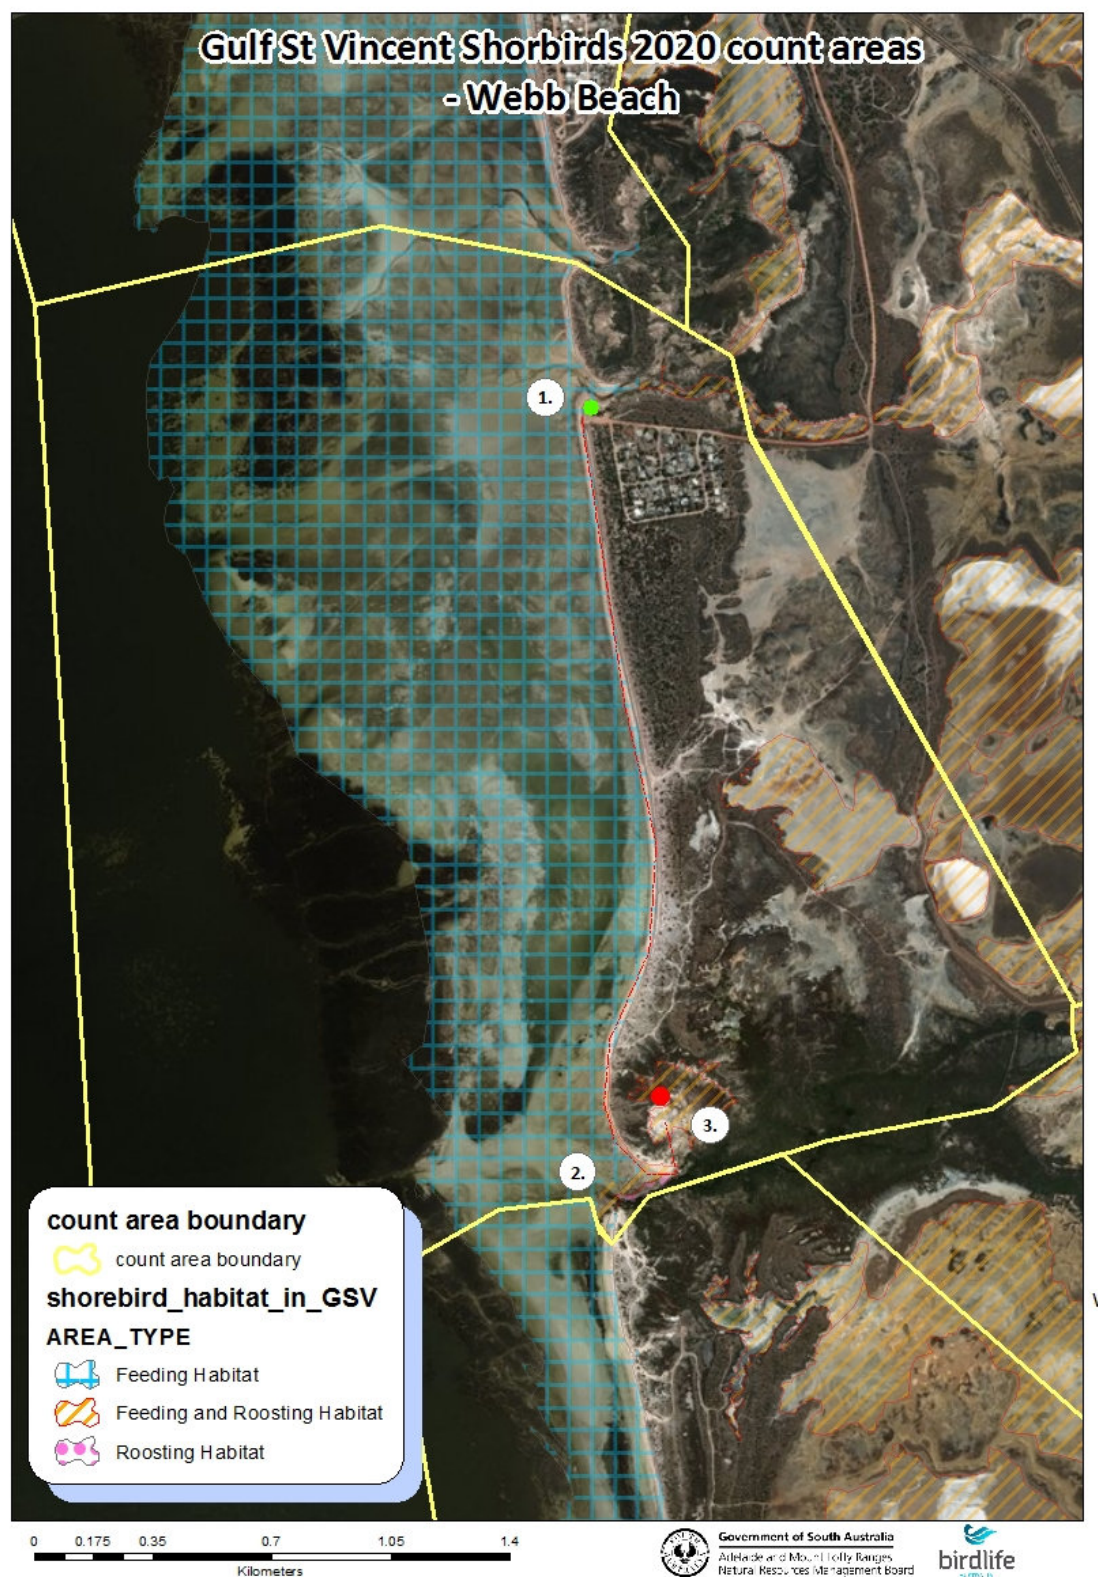 Gulf St Vincent Shorbirds 2020 count areas
- Webb Beach
1.
3.
2.
count area boundary
count area boundary
shorebird_habitat_in_GSV
AREA_TYPE
Feeding Habitat
Feeding and Roosting Habitat
Roosting Habitat
0 0.175 0.35 0.7 1.05 1.4
Kilometers
Government of South Australia
Adelaide and Mount Lofty Ranges
Natural Resources Management Board
birdlife